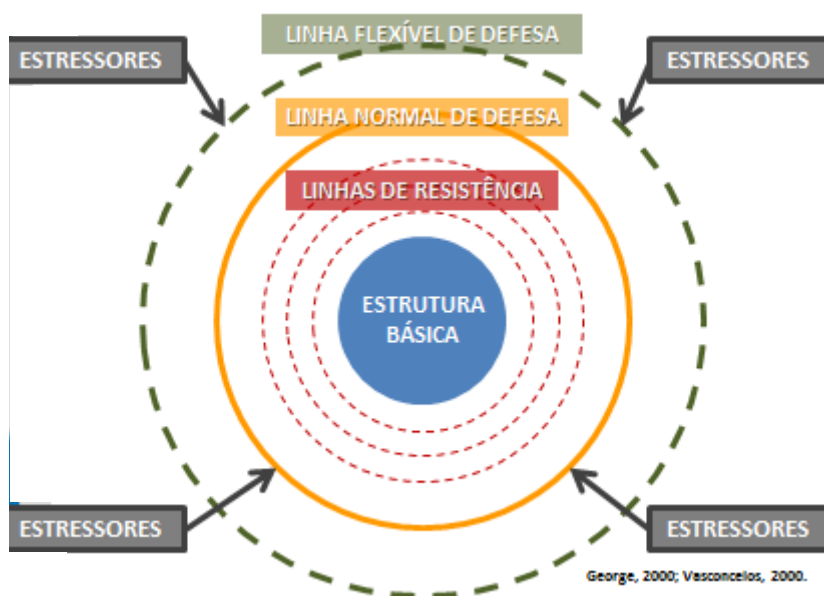 LINHA FLEXÍVEL DE DEFESA
ESTRESSORES
ESTRESSORES
LINHA NORMAL DE DEFESA
LINHAS DE RESISTÊNCIA
ESTRUTURA
BÁSICA
ESTRESSORES
ESTRESSORES
George, 2000; Vasconcelos, 2000.